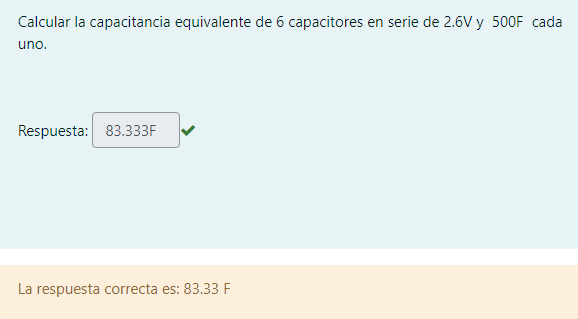 Calcular la capacitancia equivalente de 6 capacitores en serie de 2.6V y 500F cada
uno.
Respuesta: 83.333F
La respuesta correcta es: 83.33 F